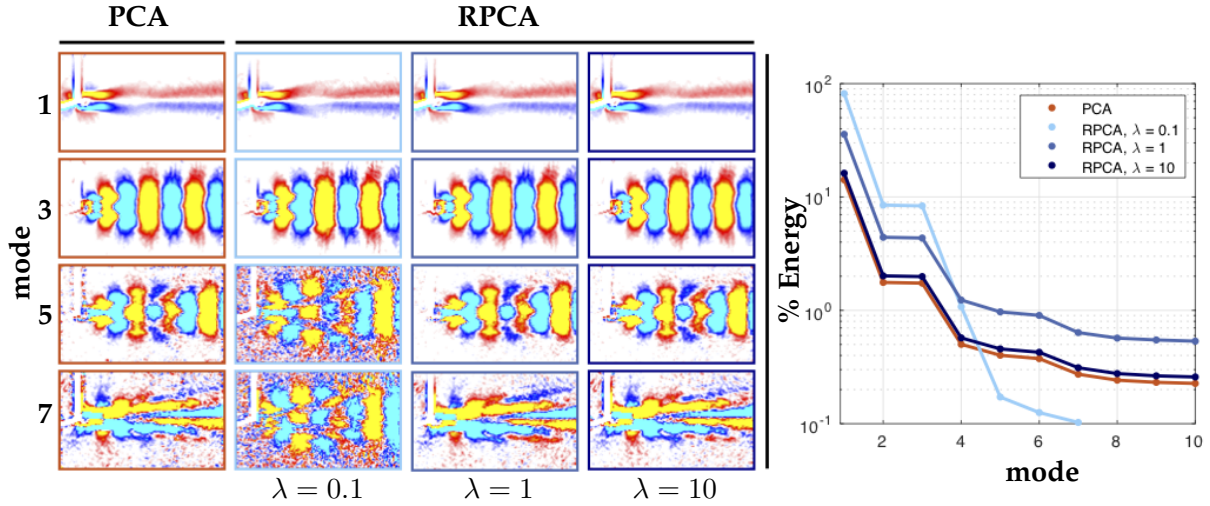 PCA
RPCA
mode
1
3
5
7
λ = 0.1
λ = 1
λ = 10
% Energy
10²
10¹
10⁰
10⁻¹
PCA
RPCA, λ = 0.1
RPCA, λ = 1
RPCA, λ = 10
2
4
6
8
10
mode